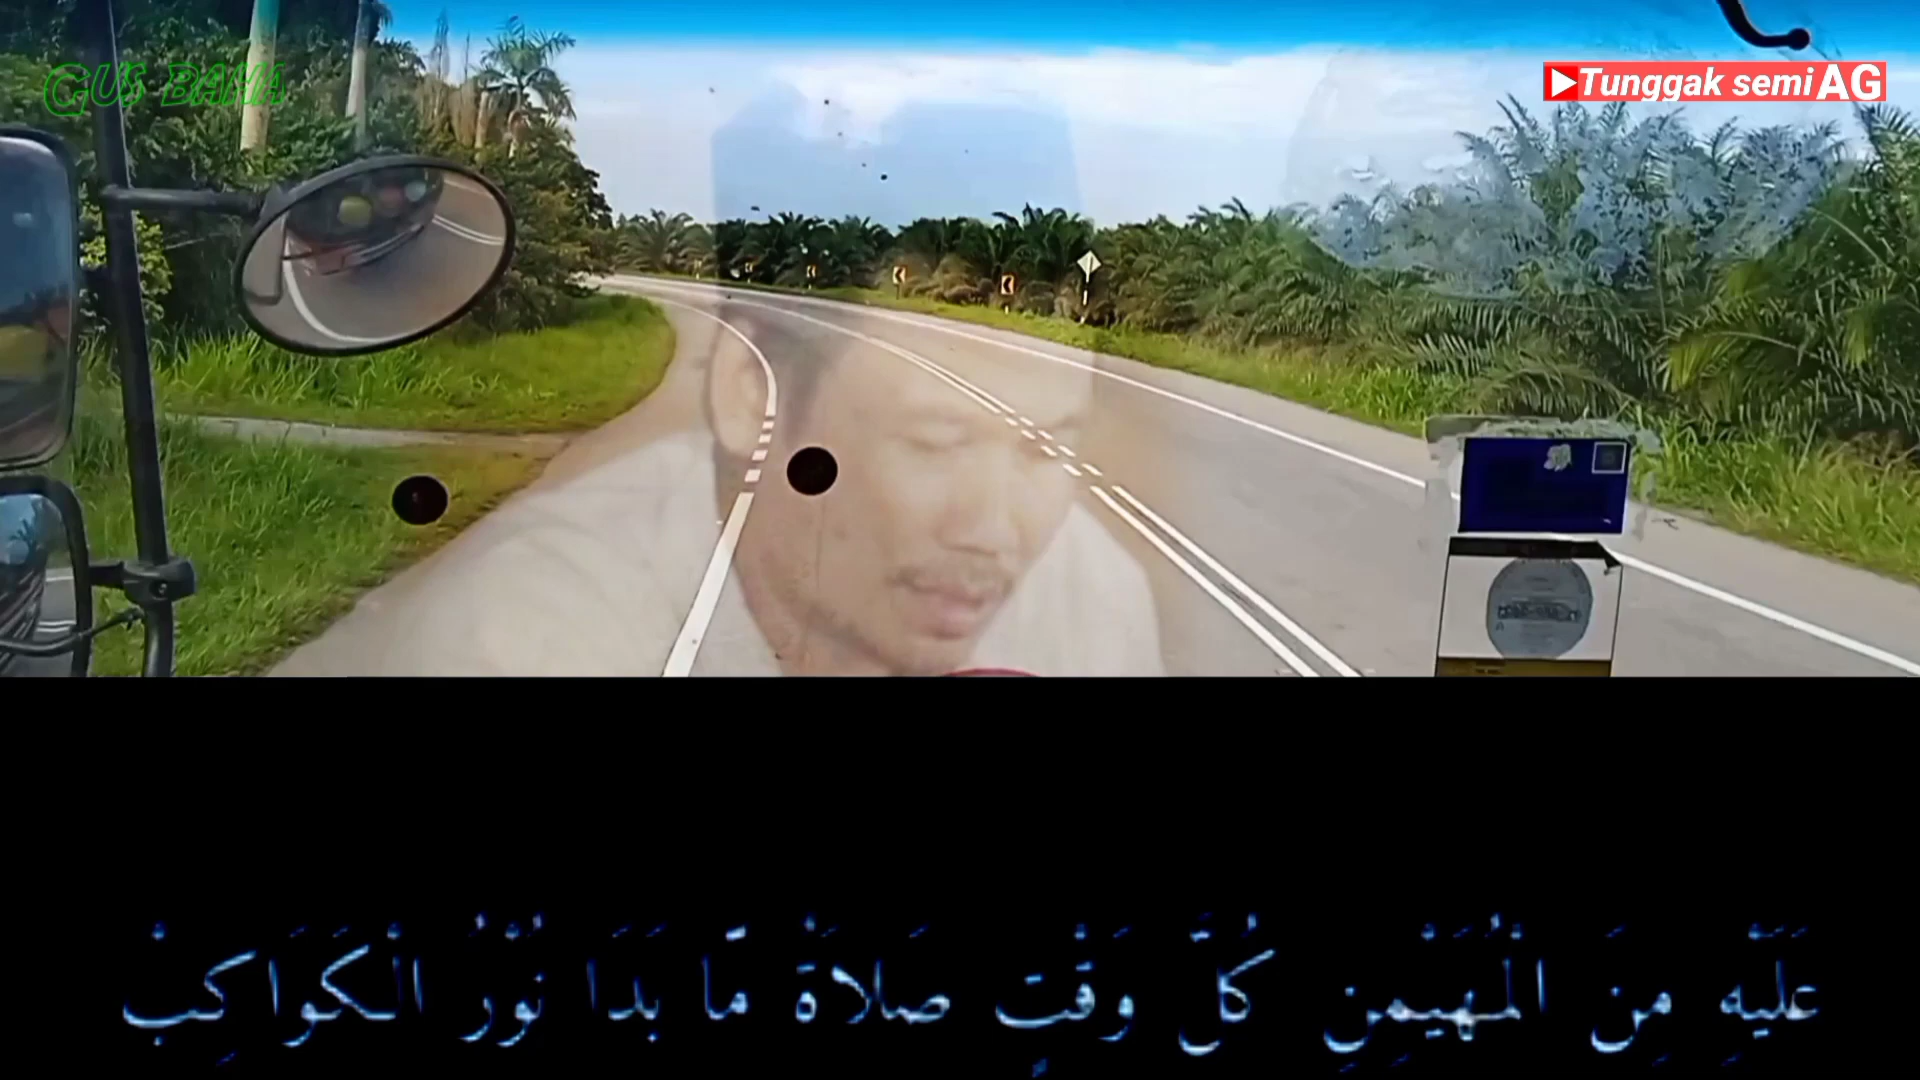 GUS BAHA
Tunggak semi AG
عَلَيْهِ مِنَ الْمُهَيْمِنِ كُلَّ وَقْتٍ صَلَاةٌ مَّا بَدَا نُوْرُ الْكَوَاكِبْ